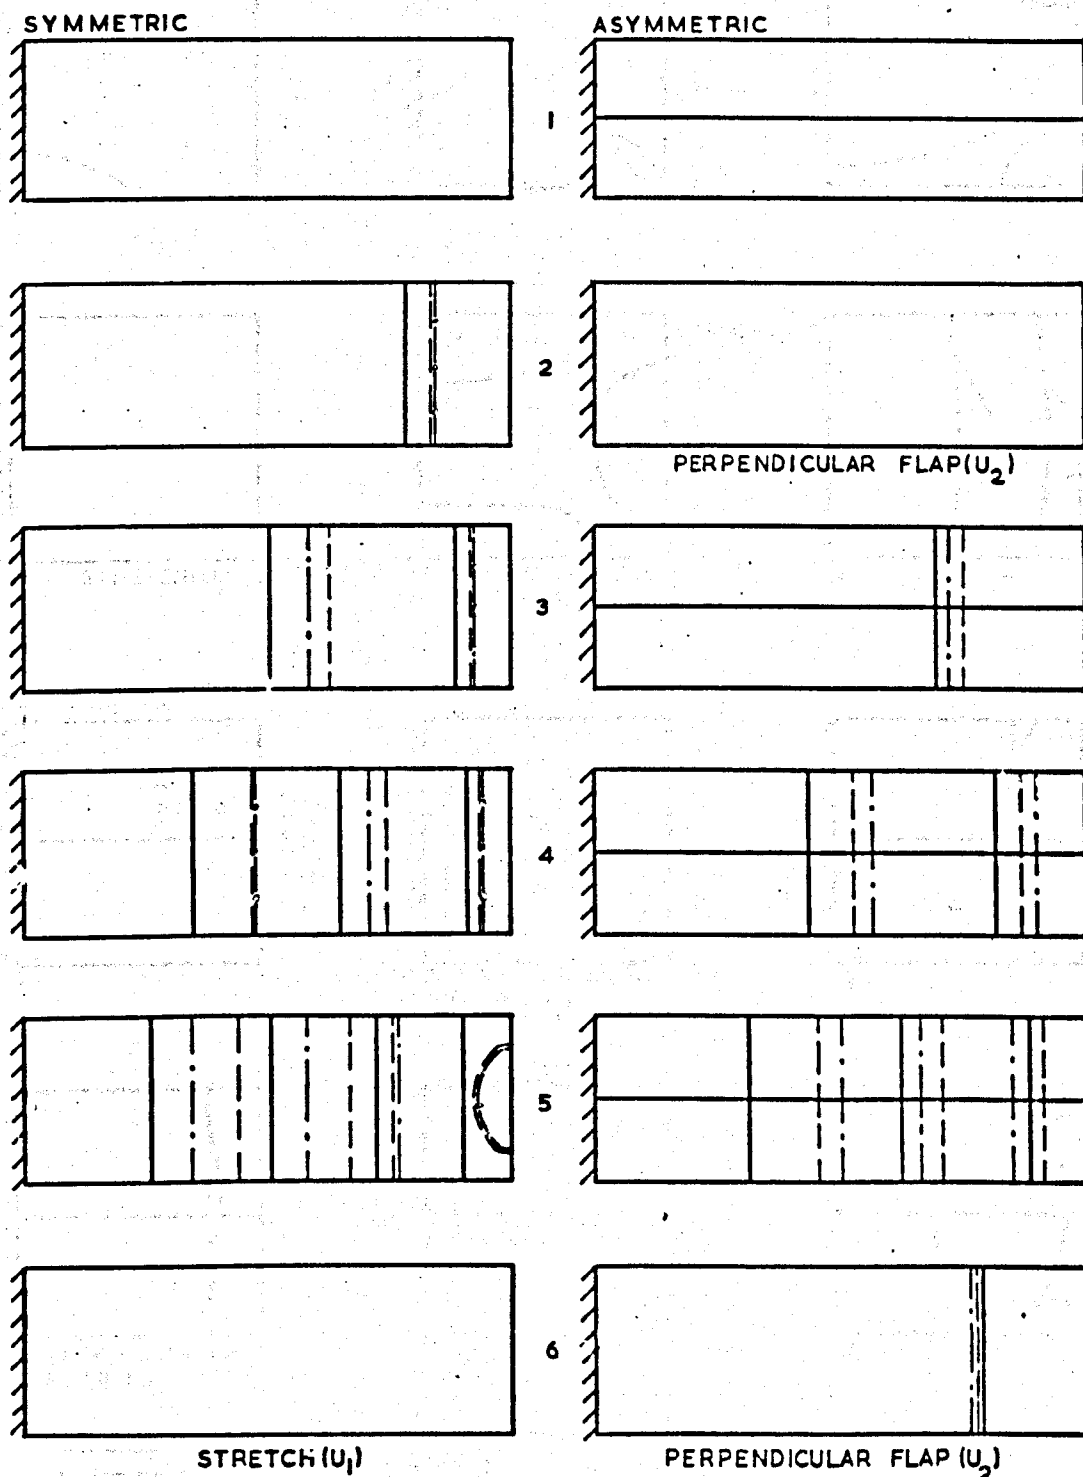 SYMMETRIC
ASYMMETRIC
1
2
PERPENDICULAR FLAP (U2)
3
4
5
6
STRETCH (U1)
PERPENDICULAR FLAP (U2)